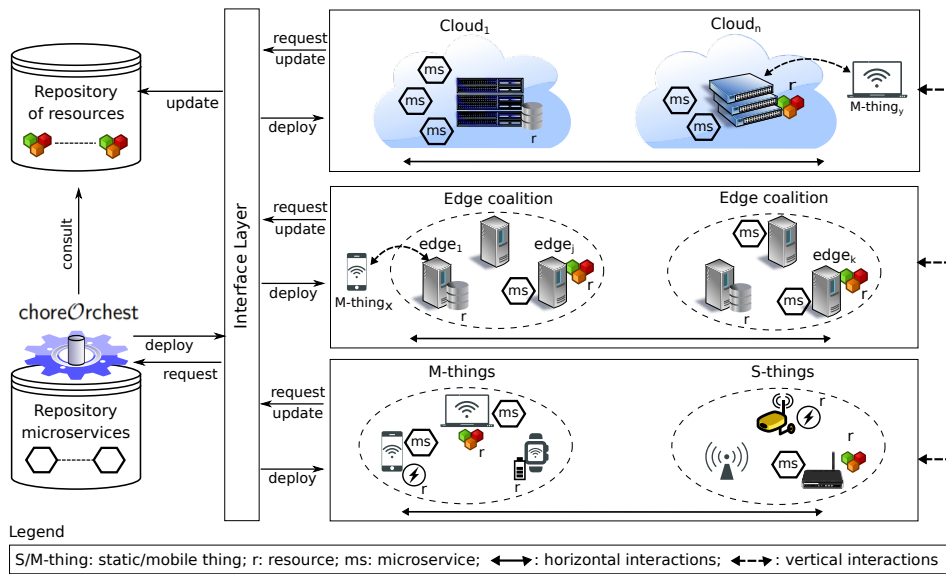 Repository
of resources
consult
choreOrchest
Repository
microservices
update
deploy
request
Interface Layer
request
update
deploy
Cloud1
ms
ms
ms
r
Cloudn
ms
r
M-thingy
request
update
deploy
M-thingx
Edge coalition
edge1
r
edgej
ms
r
Edge coalition
ms
r
edgek
ms
r
request
update
deploy
M-things
ms
ms
r
r
r
S-things
r
ms
r
Legend
S/M-thing: static/mobile thing; r: resource; ms: microservice; : horizontal interactions; : vertical interactions